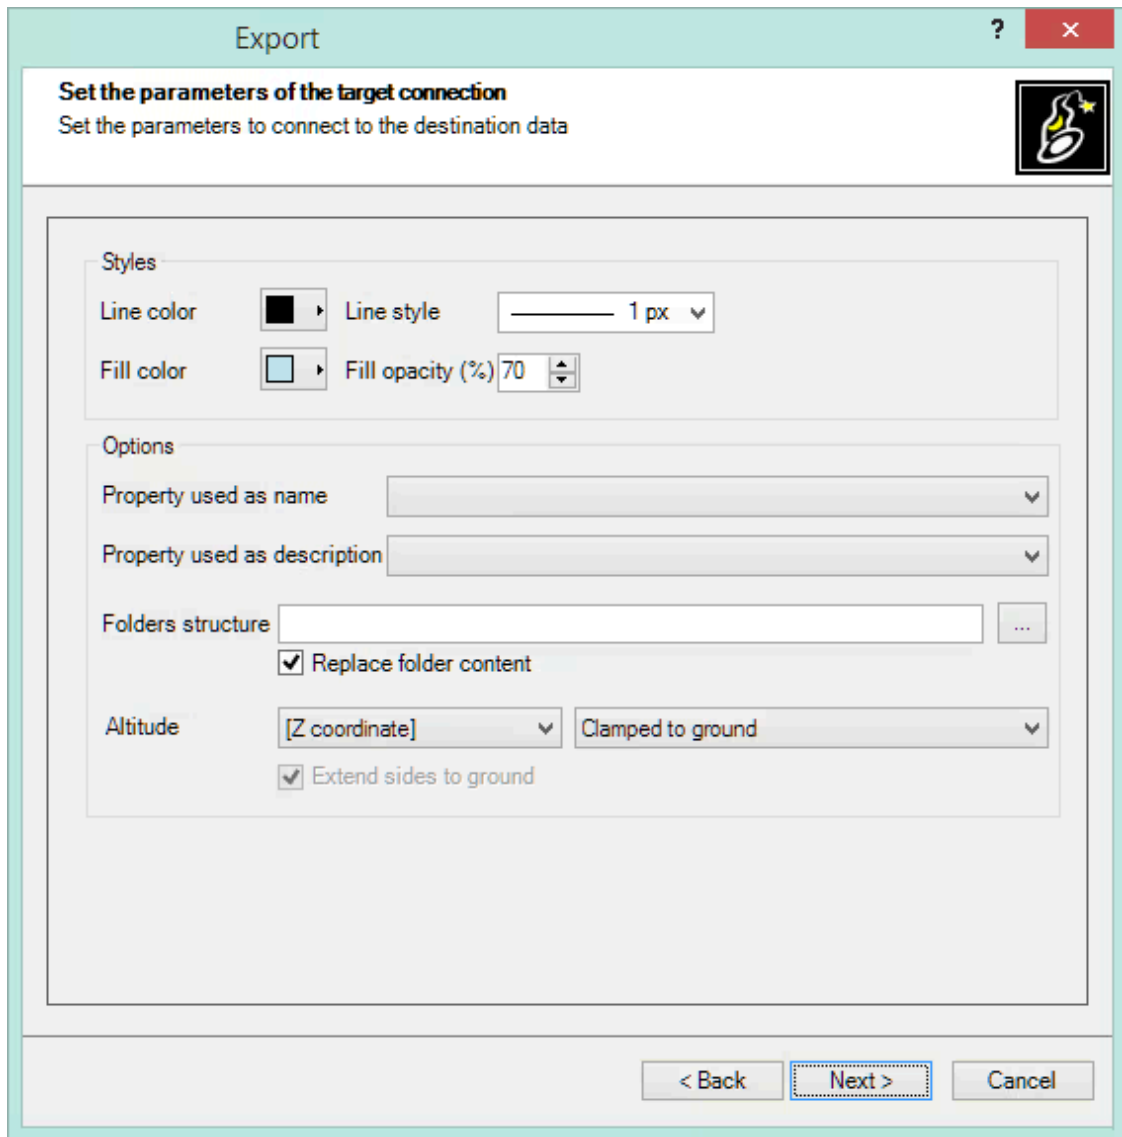 Export
?
Set the parameters of the target connection
Set the parameters to connect to the destination data
Styles
Line color Line style 1 px
Fill color Fill opacity (%) 70
Options
Property used as name
Property used as description
Folders structure ...
Replace folder content
Altitude [Z coordinate] Clamped to ground
Extend sides to ground
< Back Next > Cancel